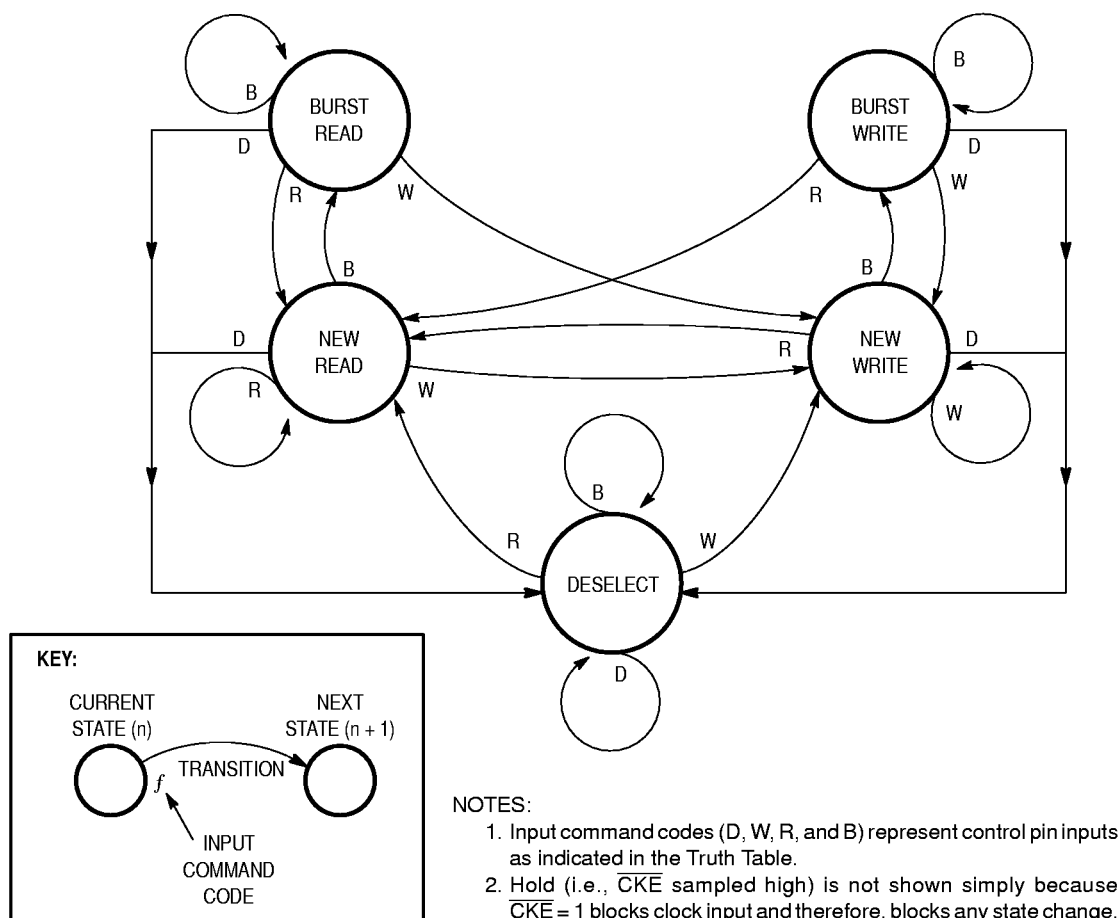 B
BURST
READ
D
R
W
B
BURST
WRITE
B
D
W
R
B
D
NEW
READ
R
W
R
NEW
WRITE
D
W
B
R
W
DESELECT
D
KEY:
CURRENT
STATE (n)
NEXT
STATE (n + 1)
TRANSITION
f
INPUT
COMMAND
CODE
NOTES:
1. Input command codes (D, W, R, and B) represent control pin inputs
as indicated in the Truth Table.
2. Hold (i.e., C̅K̅E̅ sampled high) is not shown simply because
C̅K̅E̅ = 1 blocks clock input and therefore, blocks any state change.